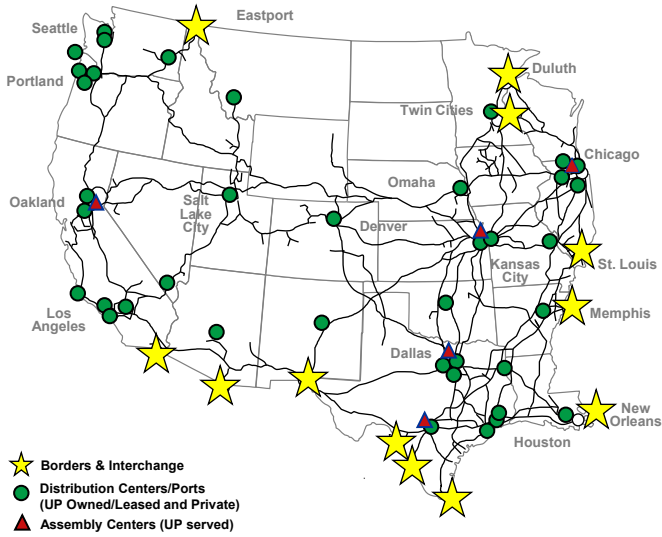 Seattle
Eastport
Portland
Duluth
Twin Cities
Chicago
Omaha
Oakland
Salt
Lake
City
Denver
Kansas
City
St. Louis
Los
Angeles
Memphis
Dallas
New
Orleans
Houston
Borders & Interchange
Distribution Centers/Ports
(UP Owned/Leased and Private)
Assembly Centers (UP served)